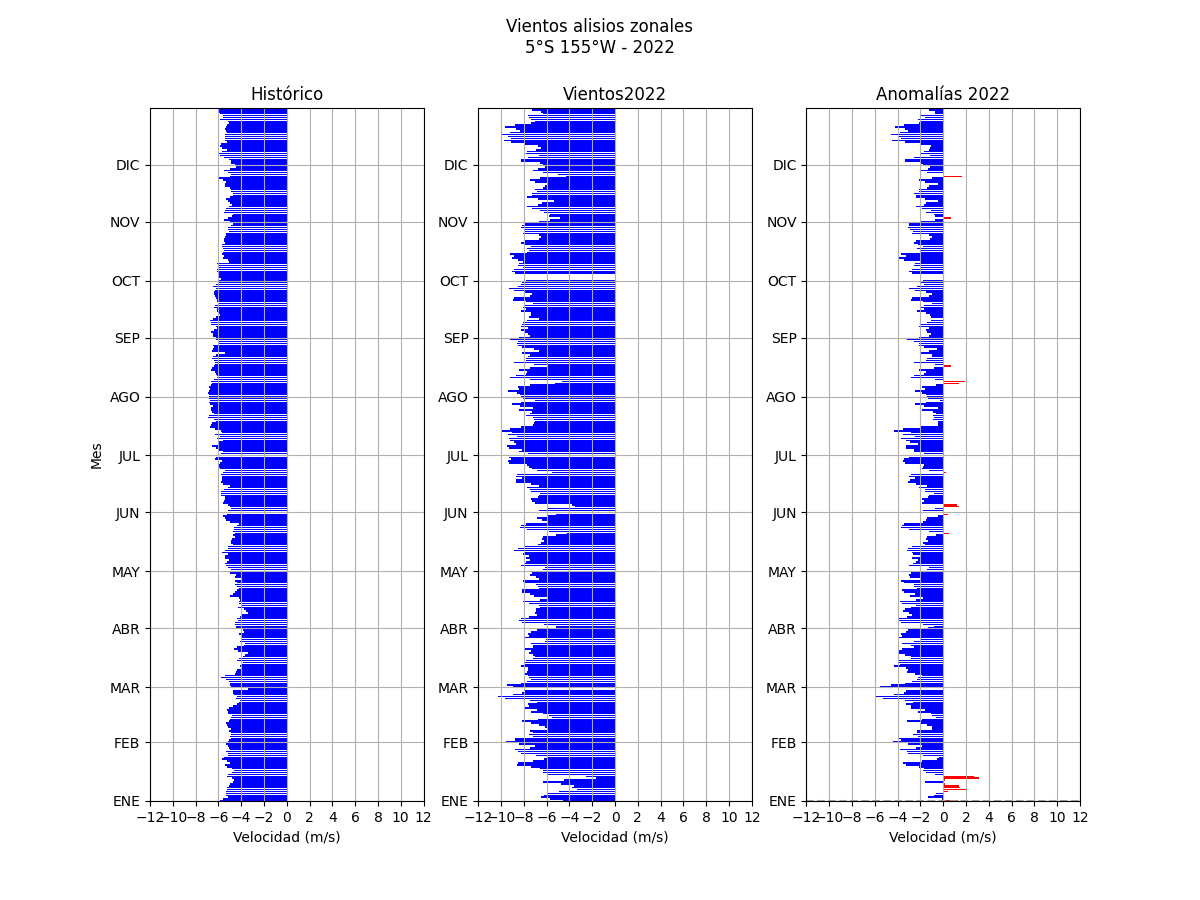 Vientos alisios zonales
5°S 155°W - 2022
Histórico
Vientos2022
Anomalías 2022
Mes
DIC
NOV
OCT
SEP
AGO
JUL
JUN
MAY
ABR
MAR
FEB
ENE
−12 −10 −8 −6 −4 −2 0 2 4 6 8 10 12
Velocidad (m/s)
DIC
NOV
OCT
SEP
AGO
JUL
JUN
MAY
ABR
MAR
FEB
ENE
−12 −10 −8 −6 −4 −2 0 2 4 6 8 10 12
Velocidad (m/s)
DIC
NOV
OCT
SEP
AGO
JUL
JUN
MAY
ABR
MAR
FEB
ENE
−12 −10 −8 −6 −4 −2 0 2 4 6 8 10 12
Velocidad (m/s)